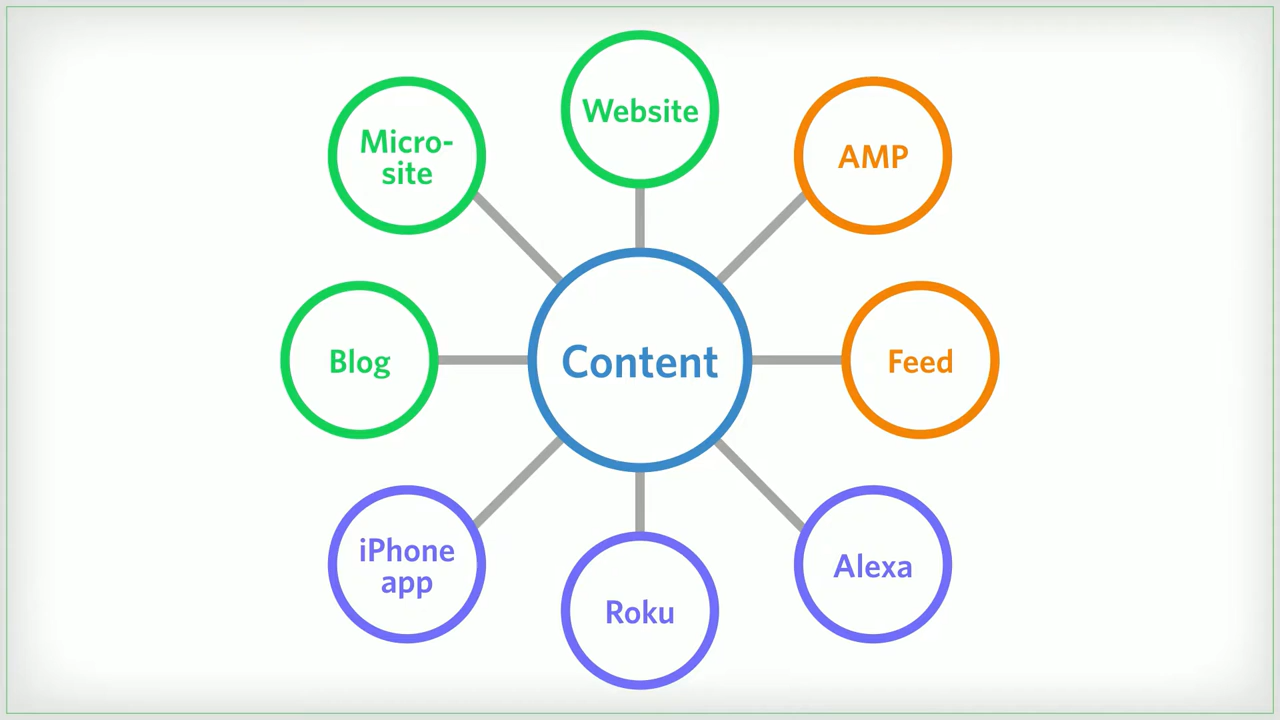 Website
Micro-
site
AMP
Blog
Content
Feed
iPhone
app
Roku
Alexa